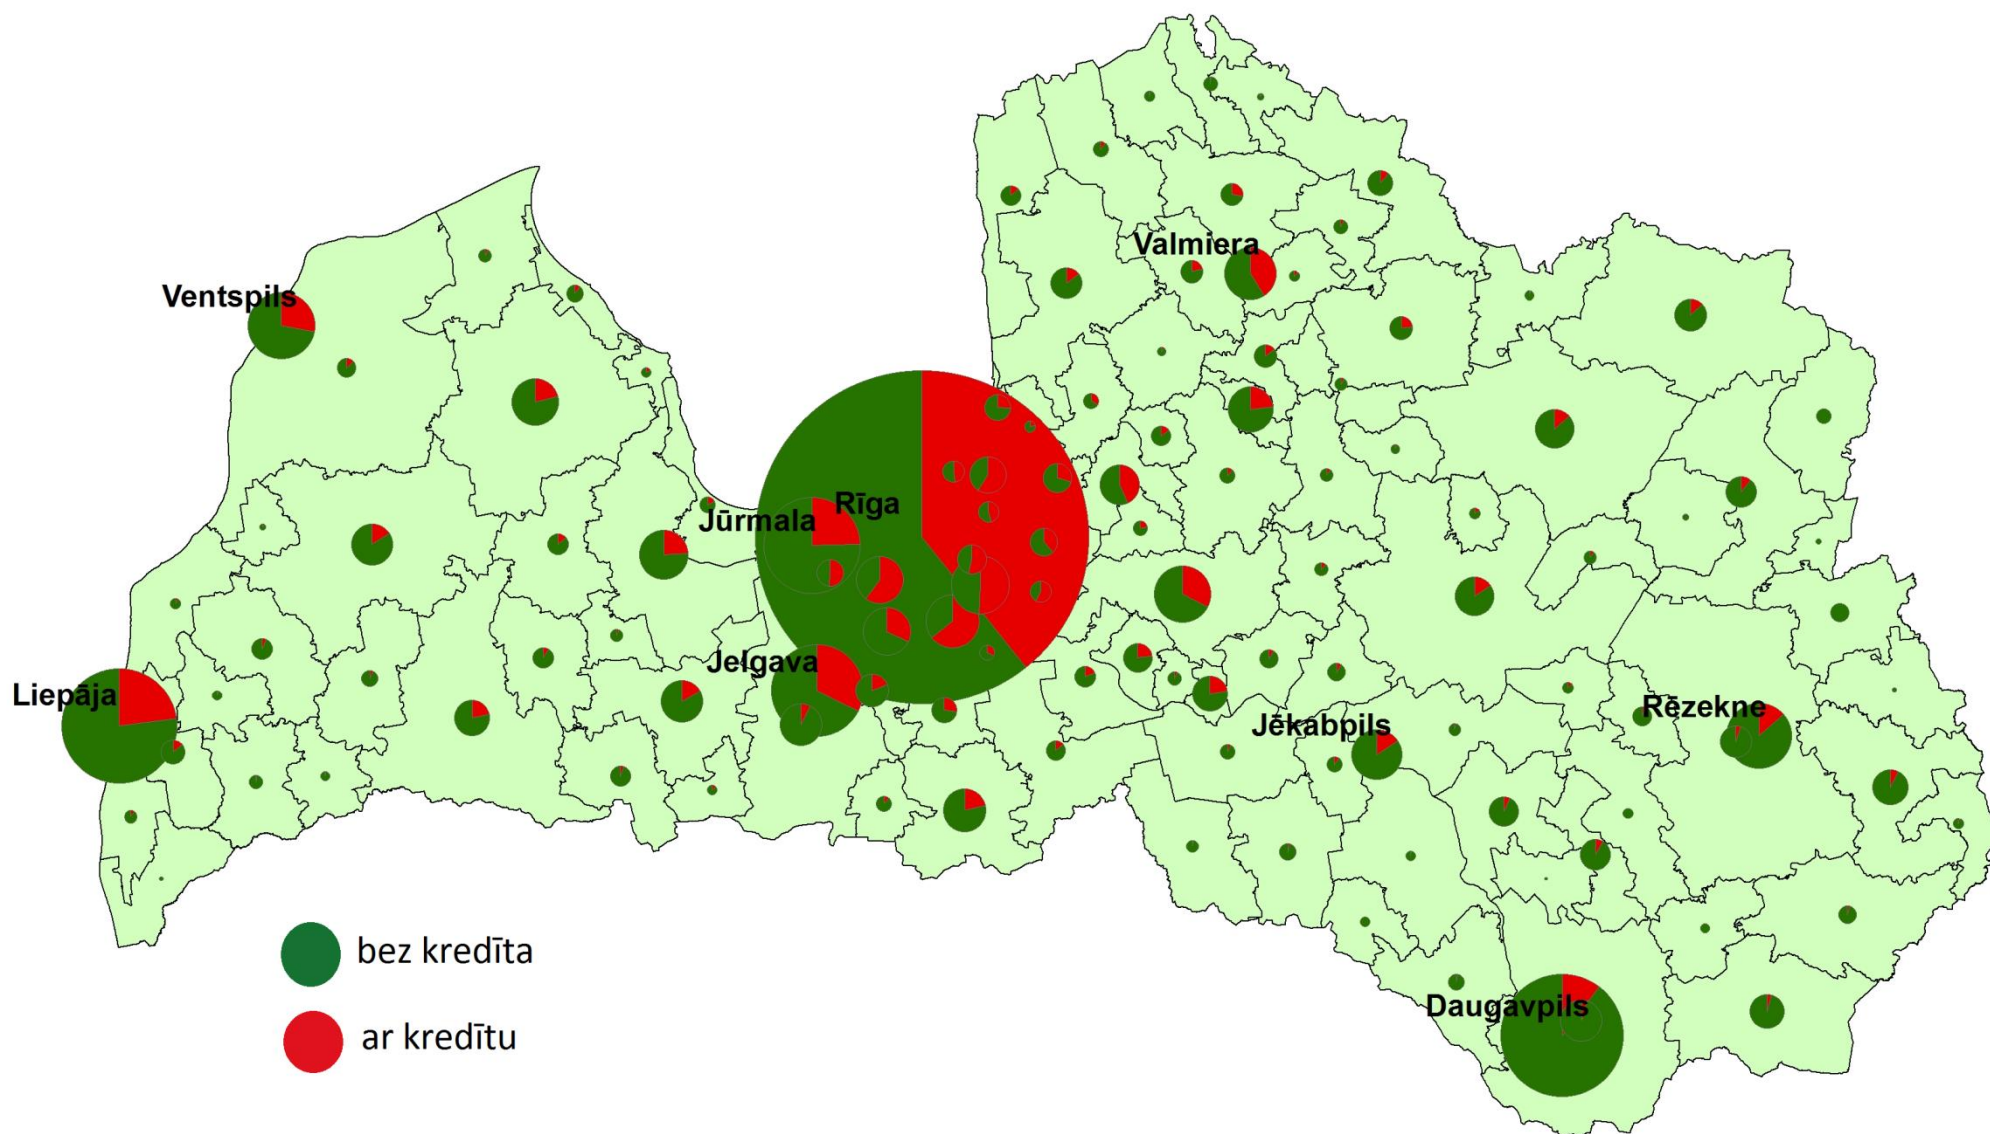 Valmiera
Ventspils
Rīga
Jūrmala
Jelgava
Liepāja
Rēzekne
Jēkabpils
bez kredīta
Daugavpils
ar kredītu